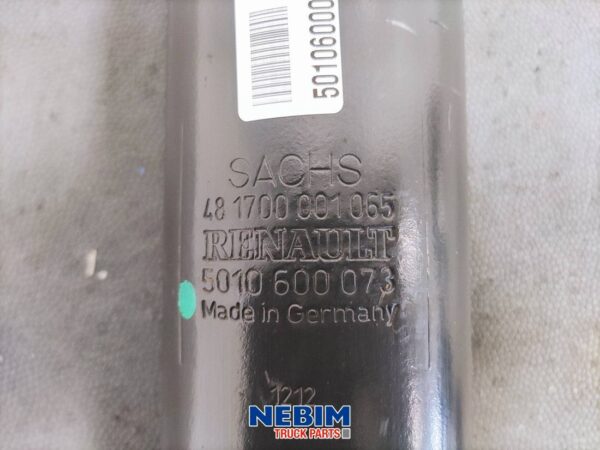 50106000
SACHS
48 1700 001 065
RENAULT
5010 600 073
Made in Germany
1212
NEBIM
TRUCK PARTS